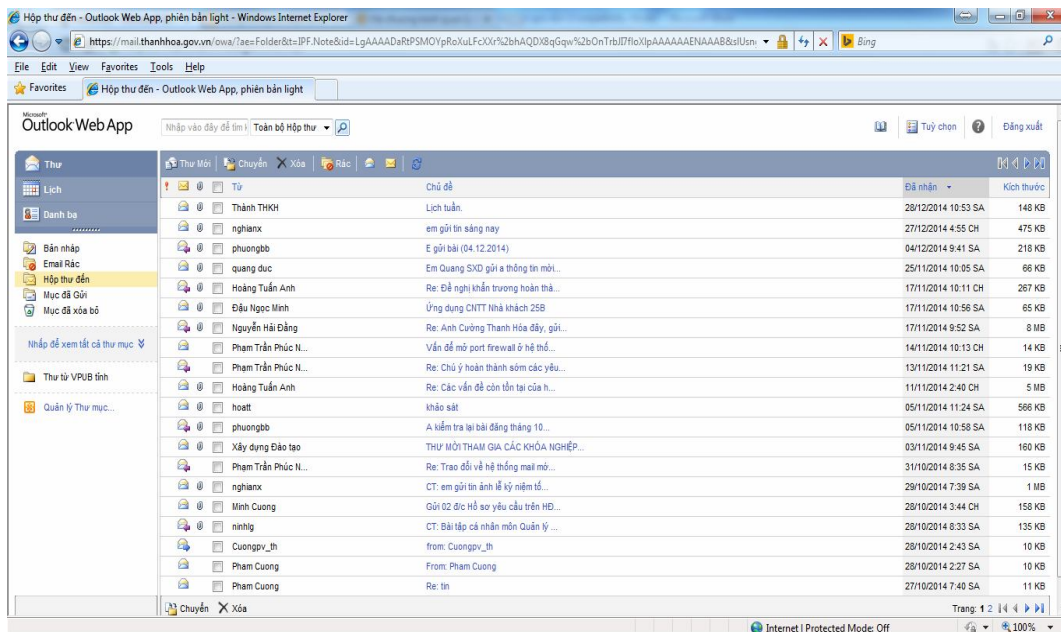 Hộp thư đến - Outlook Web App, phiên bản light - Windows Internet Explorer
Bing
File Edit View Favorites Tools Help
Favorites Hộp thư đến - Outlook Web App, phiên bản light
Microsoft
Outlook Web App Toàn bộ Hộp thư Tuỳ chọn Đăng xuất
Thư Thư Mới Chuyển Xóa Rác
Lịch
Danh bạ
Bản nháp
Email Rác
Hộp thư đến
Mục đã Gửi
Mục đã xóa bỏ
Nhấp để xem tất cả thư mục
Thư từ VPUB tỉnh
Quản lý Thư mục...
Từ Chủ đề Đã nhận Kích thước
Thành THKH Lịch tuần. 28/12/2014 10:53 SA 148 KB
nghianx em gửi tin sáng nay 27/12/2014 4:55 CH 475 KB
phuongbb E gửi bài (04.12.2014) 04/12/2014 9:41 SA 218 KB
quang duc Em Quang SXD gửi a thông tin mời... 25/11/2014 10:05 SA 66 KB
Hoàng Tuấn Anh Re: Đề nghị khẩn trương hoàn thà... 17/11/2014 10:11 CH 267 KB
Đậu Ngọc Minh Ứng dụng CNTT Nhà khách 25B 17/11/2014 10:56 SA 65 KB
Nguyễn Hải Đằng Re: Anh Cường Thanh Hóa đây, gửi... 17/11/2014 9:52 SA 8 MB
Phạm Trần Phúc N... Vấn đề mở port firewall ở hệ thố... 14/11/2014 10:13 CH 14 KB
Phạm Trần Phúc N... Re: Chú ý hoàn thành sớm các yêu... 13/11/2014 11:21 SA 19 KB
Hoàng Tuấn Anh Re: Các vấn đề còn tồn tại của h... 11/11/2014 2:40 CH 5 MB
hoatt khảo sát 05/11/2014 11:24 SA 566 KB
phuongbb A kiểm tra lại bài đăng tháng 10... 05/11/2014 10:58 SA 118 KB
Xây dựng Đào tạo THƯ MỜI THAM GIA CÁC KHÓA NGHIỆP... 03/11/2014 9:45 SA 160 KB
Phạm Trần Phúc N... Re: Trao đổi về hệ thống mail mớ... 31/10/2014 8:35 SA 15 KB
nghianx CT: em gửi tin ảnh lễ kỷ niệm tổ... 29/10/2014 7:39 SA 1 MB
Minh Cuong Gửi 02 đ/c Hồ sơ yêu cầu trên HĐ... 28/10/2014 3:44 CH 158 KB
ninhlg CT: Bài tập cá nhân môn Quản lý ... 28/10/2014 8:33 SA 135 KB
Cuongpv_th from: Cuongpv_th 28/10/2014 2:43 SA 10 KB
Pham Cuong From: Pham Cuong 28/10/2014 2:27 SA 10 KB
Pham Cuong Re: tin 27/10/2014 7:40 SA 11 KB
Chuyển Xóa Trang: 1 2
Internet | Protected Mode: Off 100%